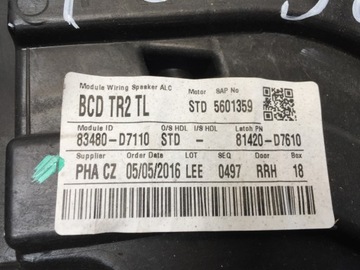 Module Wiring Speaker ALC Motor SAP No
BCD TR2 TL STD 5601359
Module ID O/S HDL I/S HDL Latch PN
83480-D7110 STD - 81420-D7610
Supplier Order Date LOT SEQ Door Box
PHA CZ 05/05/2016 LEE 0497 RRH 18